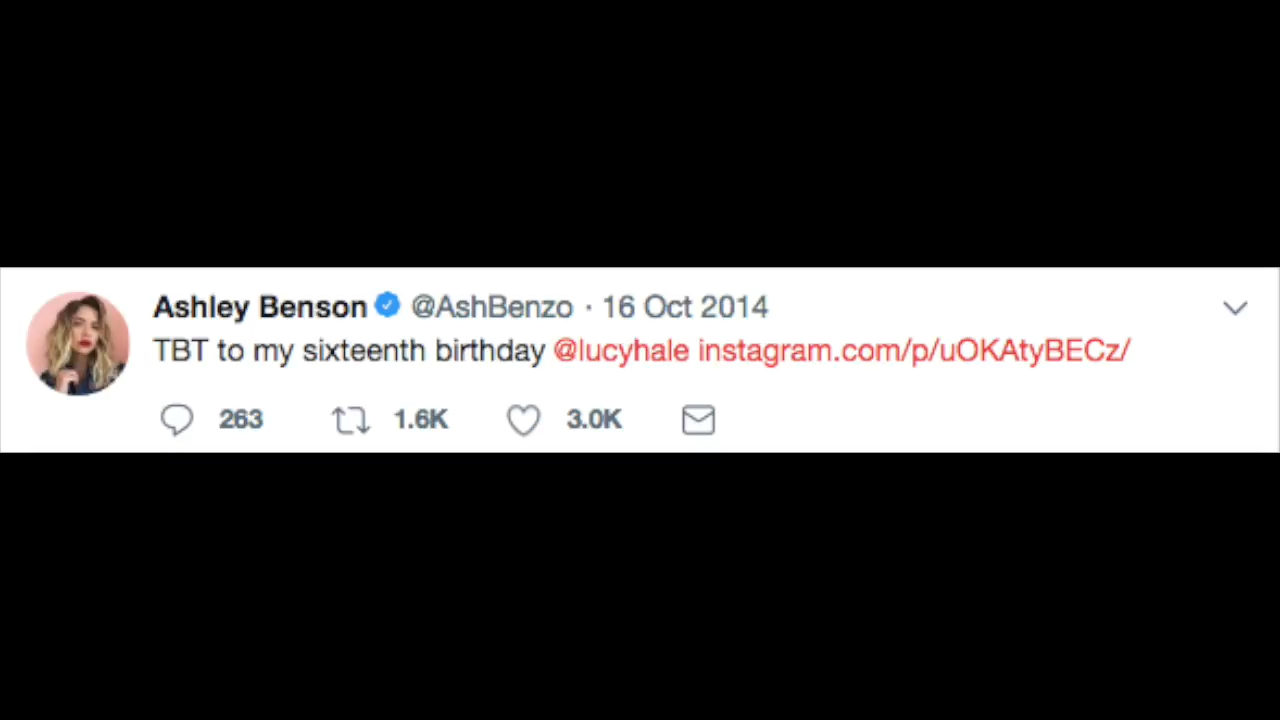 Ashley Benson @AshBenzo · 16 Oct 2014
TBT to my sixteenth birthday @lucyhale instagram.com/p/uOKAtyBECz/
263 1.6K 3.0K